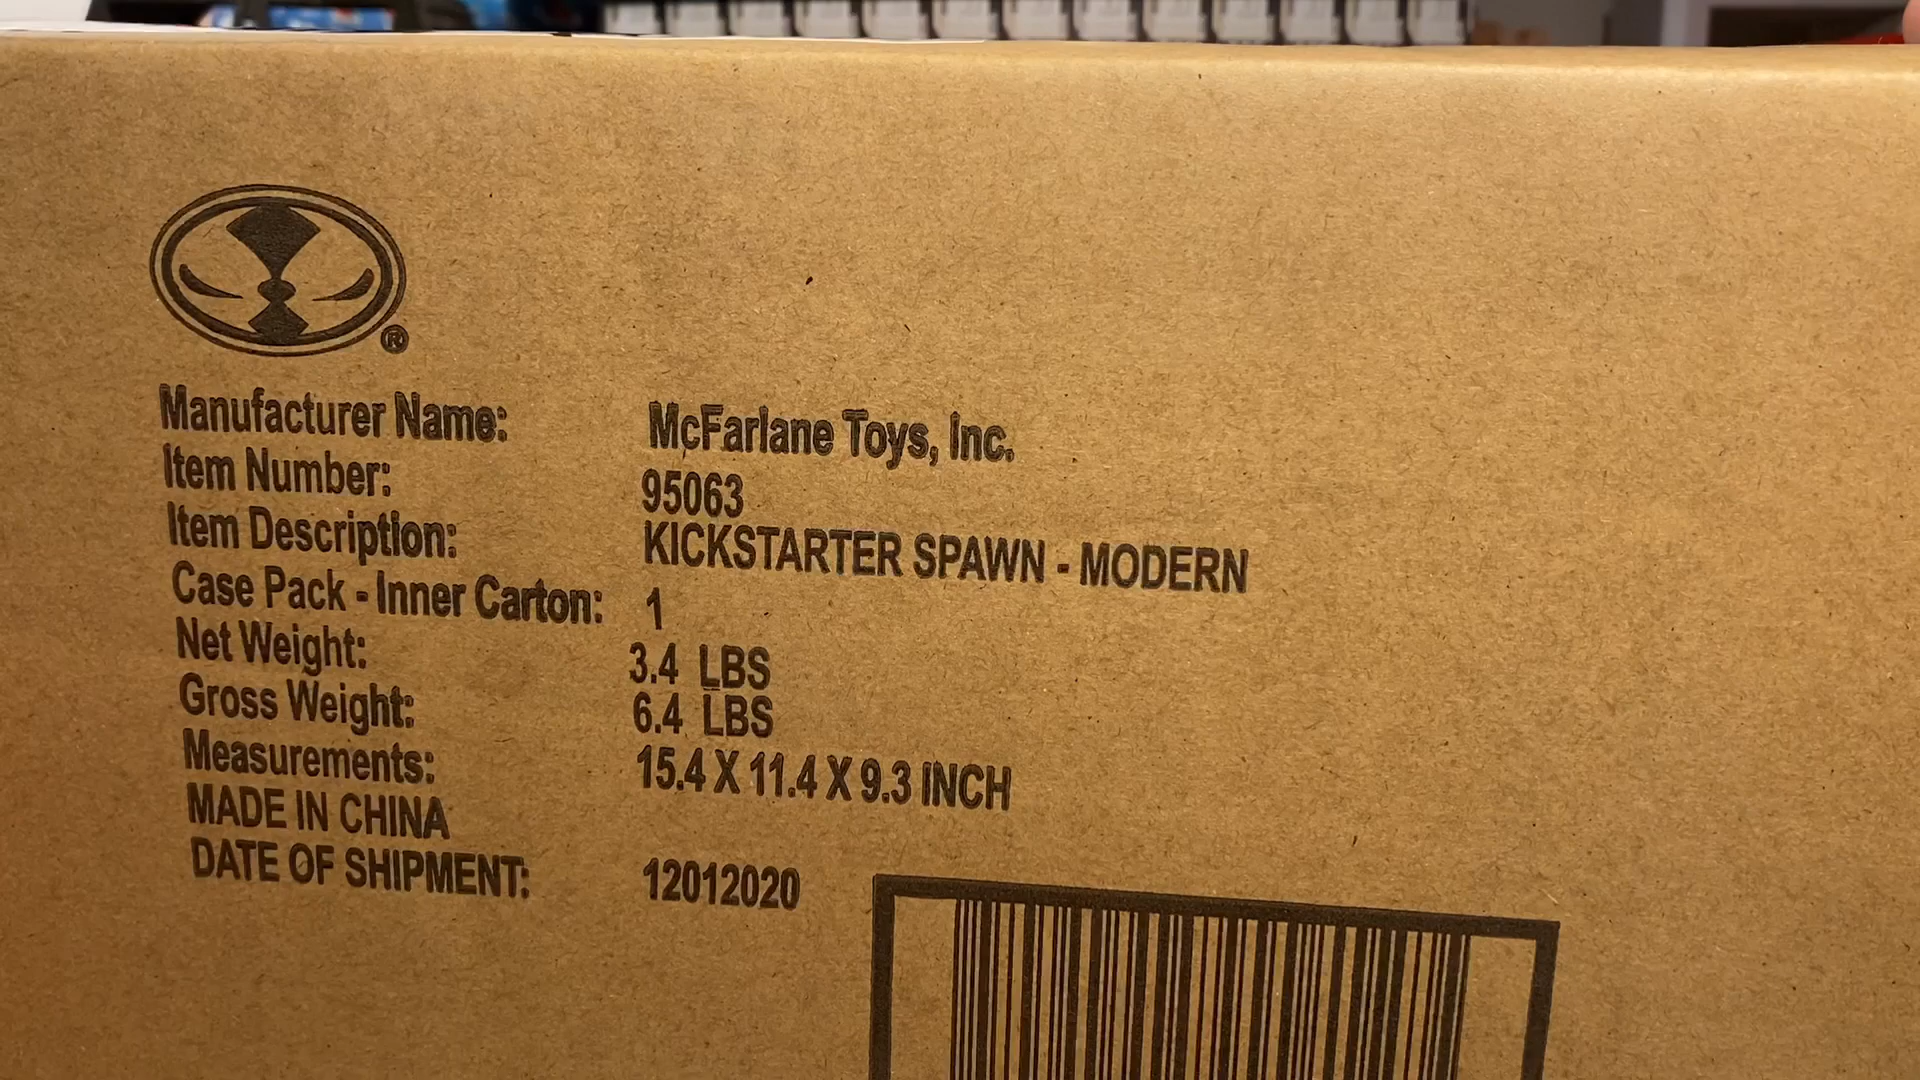 ®
Manufacturer Name: McFarlane Toys, Inc.
Item Number: 95063
Item Description: KICKSTARTER SPAWN - MODERN
Case Pack - Inner Carton: 1
Net Weight: 3.4 LBS
Gross Weight: 6.4 LBS
Measurements: 15.4 X 11.4 X 9.3 INCH
MADE IN CHINA
DATE OF SHIPMENT: 12012020